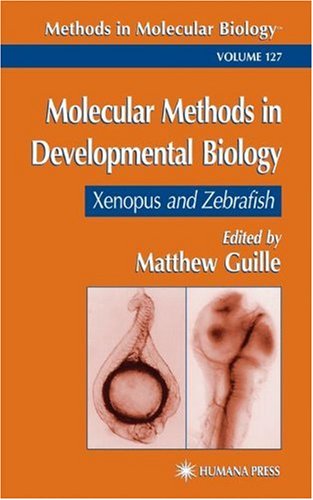 Methods in Molecular Biology™
VOLUME 127
Molecular Methods in
Developmental Biology
Xenopus and Zebrafish
Edited by
Matthew Guille
HUMANA PRESS